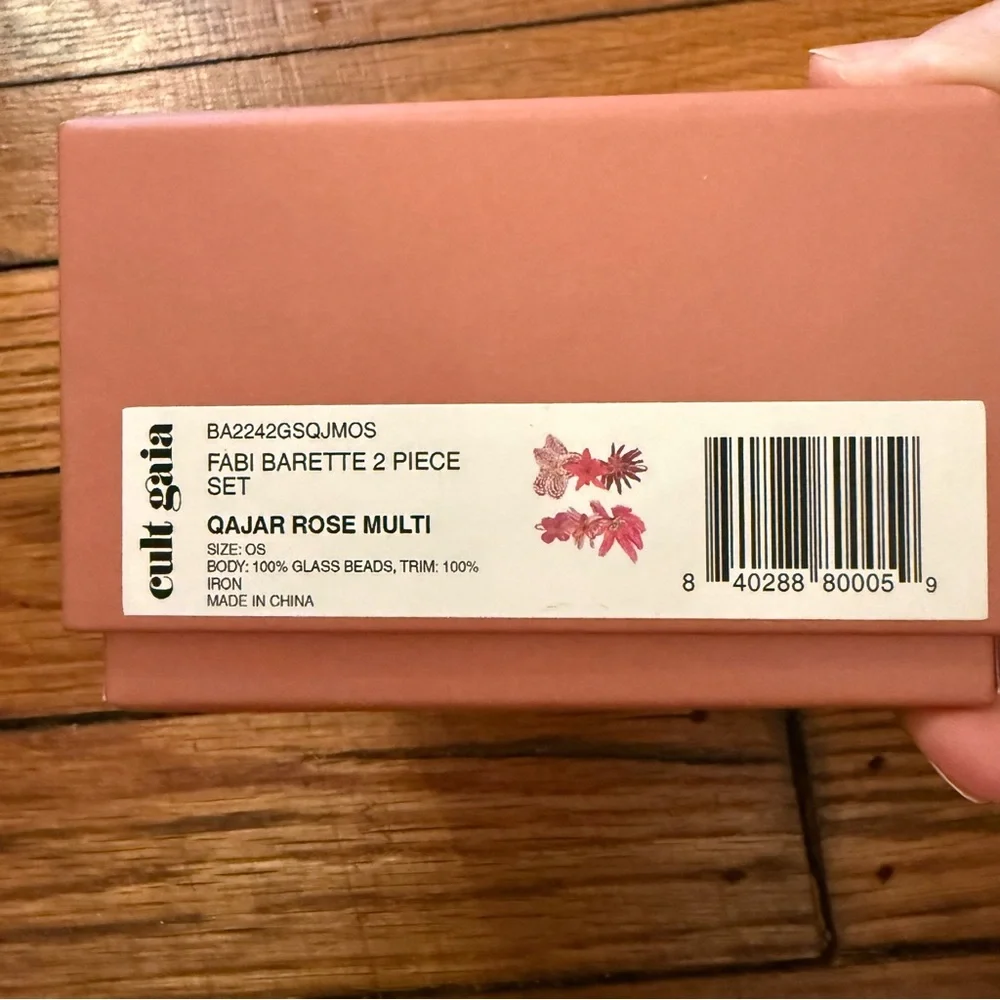 cult gaia
BA2242GSQJMOS
FABI BARETTE 2 PIECE
SET
QAJAR ROSE MULTI
SIZE: OS
BODY: 100% GLASS BEADS, TRIM: 100%
IRON
MADE IN CHINA
8 40288 80005 9